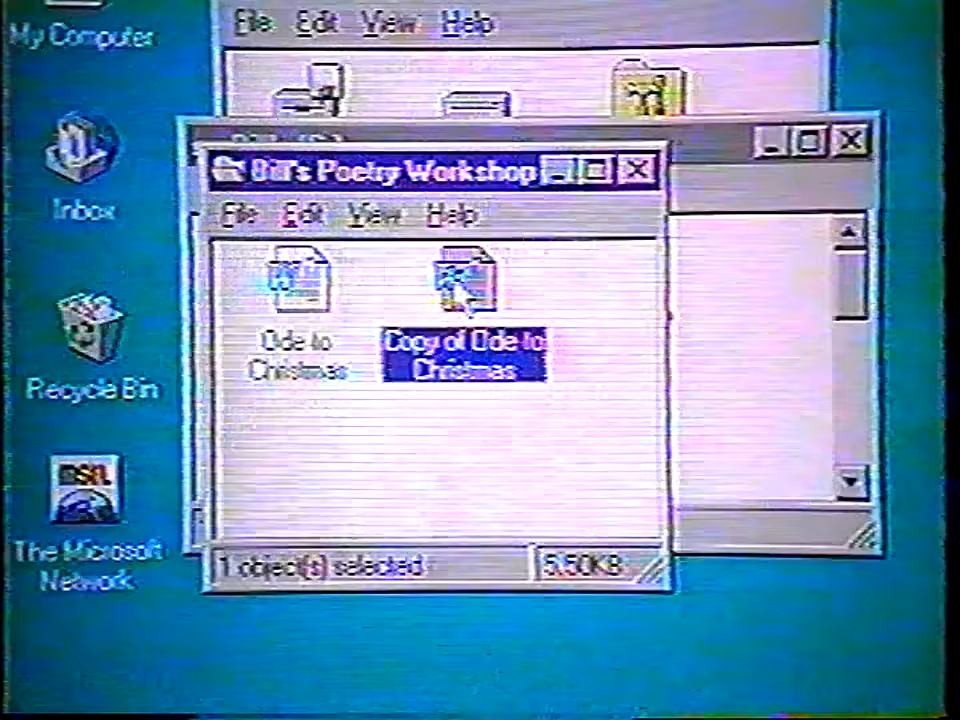 My Computer
File Edit View Help
Inbox
Recycle Bin
msn.
The Microsoft
Network
Bill's Poetry Workshop
File Edit View Help
Ode to
Christmas
Copy of Ode to
Christmas
1 object(s) selected
5.50KB